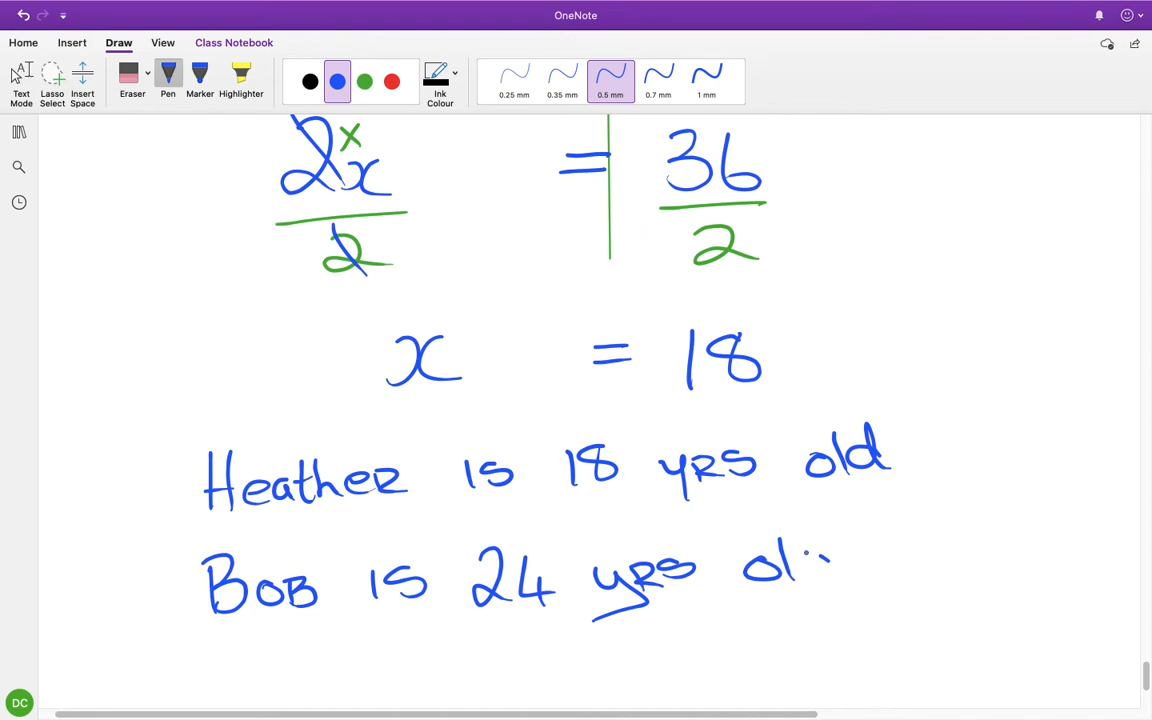 OneNote
Home Insert Draw View Class Notebook
Text Mode
Lasso Select
Insert Space
Eraser
Pen
Marker
Highlighter
Ink Colour
0.25 mm
0.35 mm
0.5 mm
0.7 mm
1 mm
2x = 36
2 2
x = 18
Heather is 18 yrs old
Bob is 24 yrs ol
DC